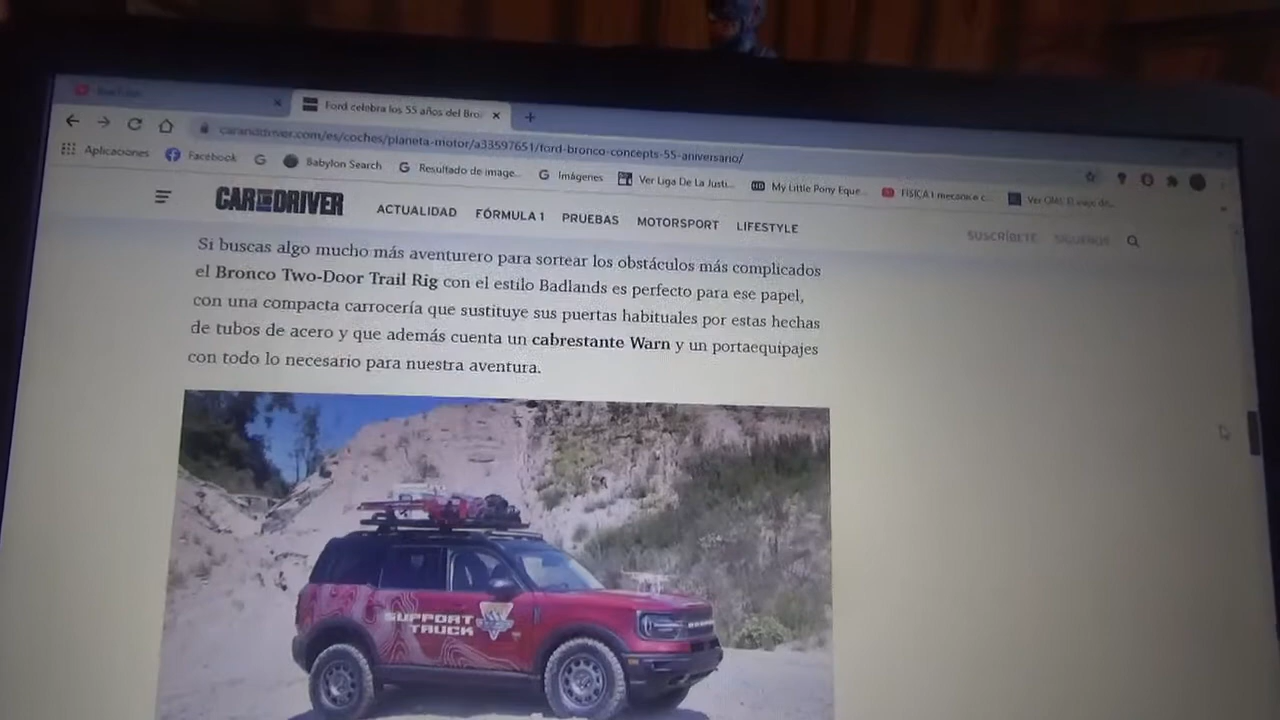 Ford celebra los 55 años del Bro
caranddriver.com/es/coches/planeta-motor/a33597651/ford-bronco-concepts-55-aniversario/
Aplicaciones
Facebook
Babylon Search
Resultado de image...
Imágenes
Ver Liga De La Justi...
My Little Pony Eque...
CAR AND DRIVER
ACTUALIDAD
FÓRMULA 1
PRUEBAS
MOTORSPORT
LIFESTYLE
SUSCRÍBETE
SÍGUENOS
Si buscas algo mucho más aventurero para sortear los obstáculos más complicados
el Bronco Two-Door Trail Rig con el estilo Badlands es perfecto para ese papel,
con una compacta carrocería que sustituye sus puertas habituales por estas hechas
de tubos de acero y que además cuenta un cabrestante Warn y un portaequipajes
con todo lo necesario para nuestra aventura.
SUPPORT
TRUCK